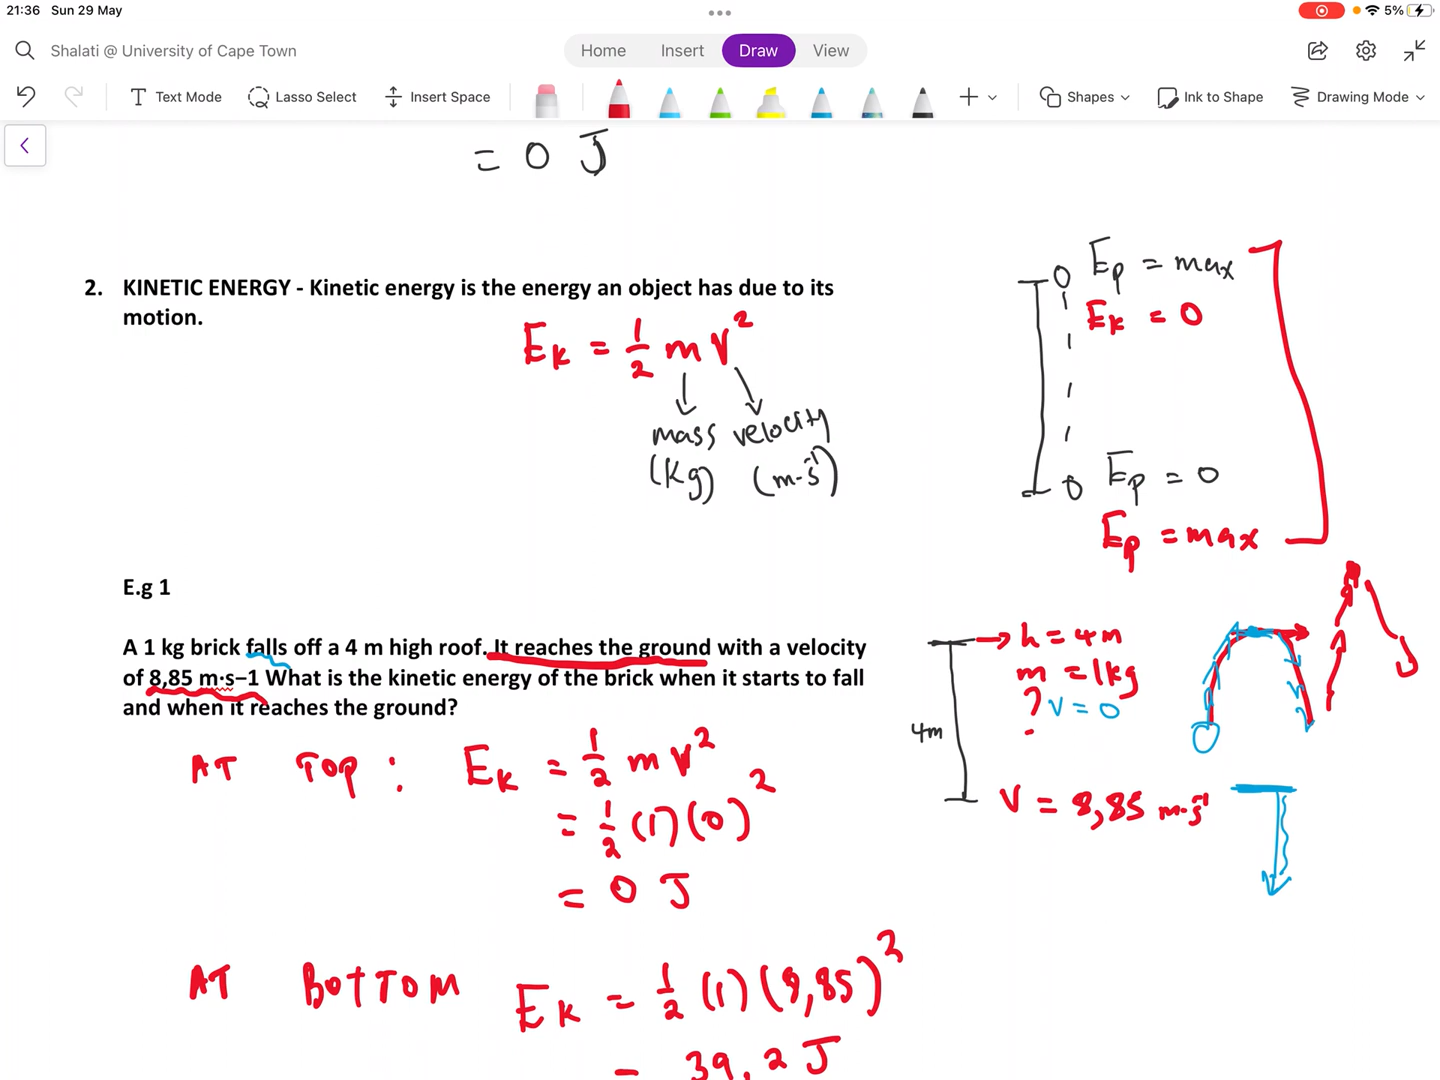 21:36 Sun 29 May
5%
Shalati @ University of Cape Town
Home Insert Draw View
Text Mode Lasso Select Insert Space Shapes Ink to Shape Drawing Mode
= 0 J
2. KINETIC ENERGY - Kinetic energy is the energy an object has due to its
motion.
Ek = 1/2 m v²
mass velocity
(kg) (m·s⁻¹)
Ep = max
Ek = 0
Ep = 0
Ep = max
E.g 1
A 1 kg brick falls off a 4 m high roof. It reaches the ground with a velocity
of 8,85 m·s−1 What is the kinetic energy of the brick when it starts to fall
and when it reaches the ground?
h = 4m
m = 1kg
? v = 0
4m
v = 8,85 m·s⁻¹
AT TOP : Ek = 1/2 m v²
= 1/2 (1) (0)²
= 0 J
AT BOTTOM Ek = 1/2 (1) (8,85)²
= 39,2 J